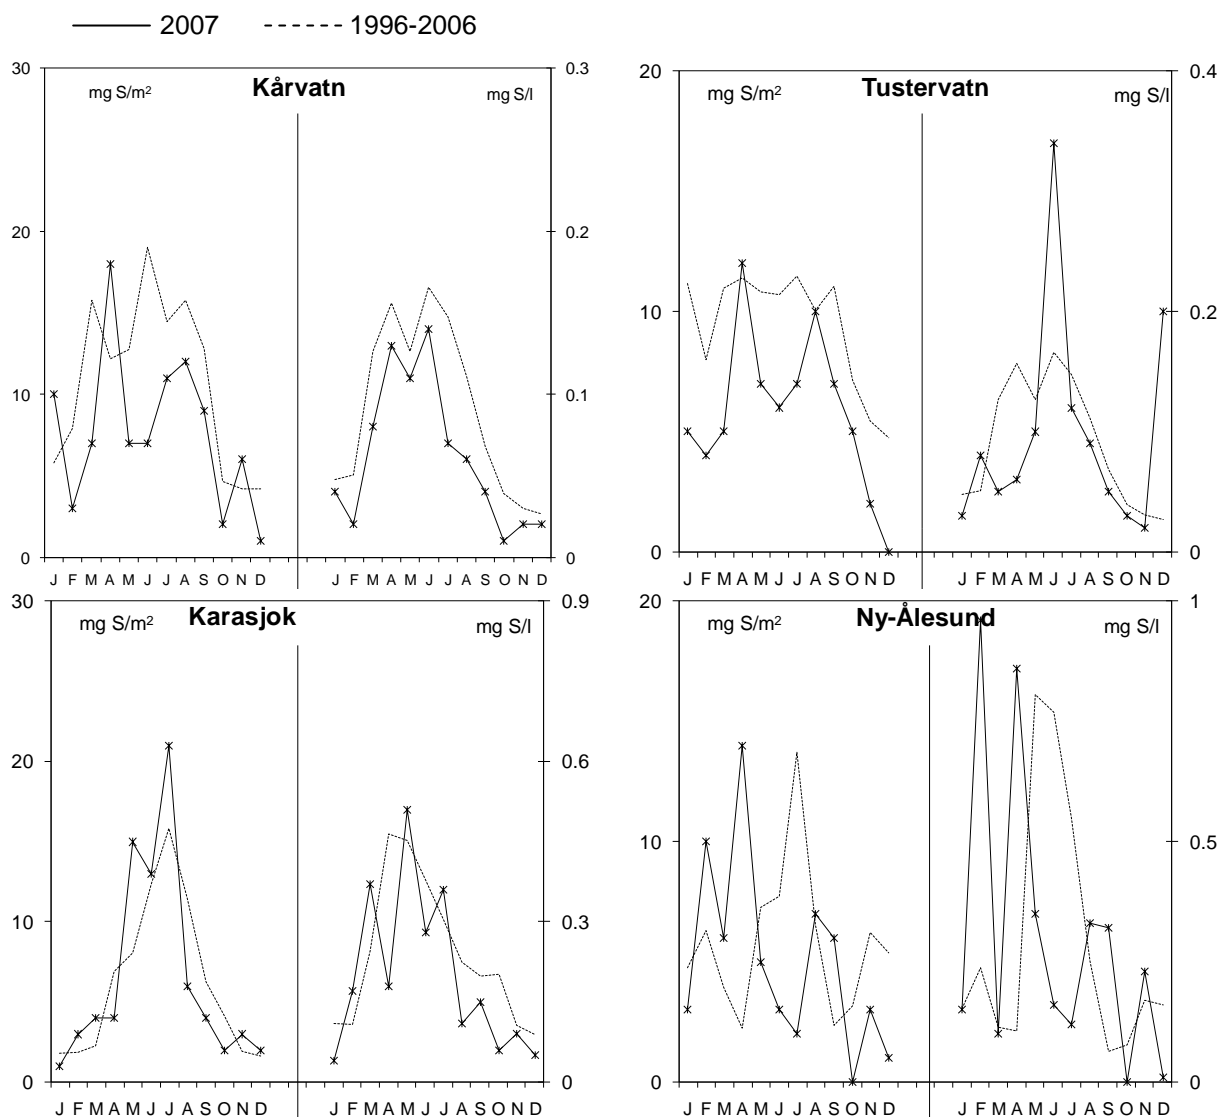 2007 1996-2006
30 0.3 20 0.4
mg S/m² Kårvatn mg S/l mg S/m² Tustervatn mg S/l
20 0.2
10 0.2
10 0.1
0 0 0 0
J F M A M J J A S O N D J F M A M J J A S O N D J F M A M J J A S O N D J F M A M J J A S O N D
30 0.9 20 1
mg S/m² Karasjok mg S/l mg S/m² Ny-Ålesund mg S/l
20 0.6
10 0.5
10 0.3
0 0 0 0
J F M A M J J A S O N D J F M A M J J A S O N D J F M A M J J A S O N D J F M A M J J A S O N D